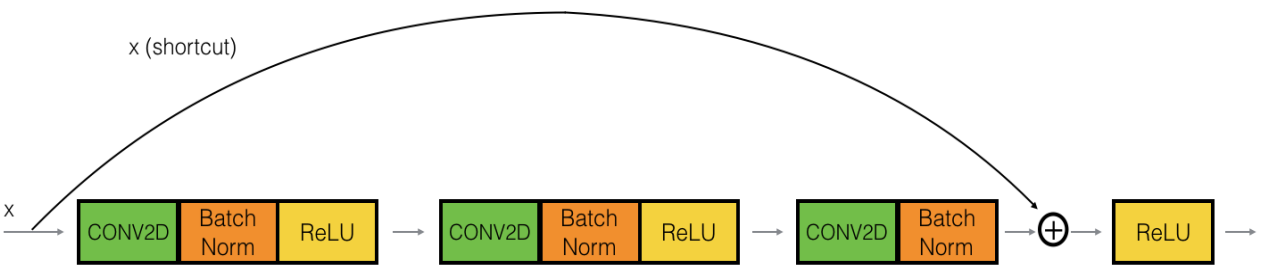 x (shortcut)
x
CONV2D
Batch
Norm
ReLU
CONV2D
Batch
Norm
ReLU
CONV2D
Batch
Norm
ReLU